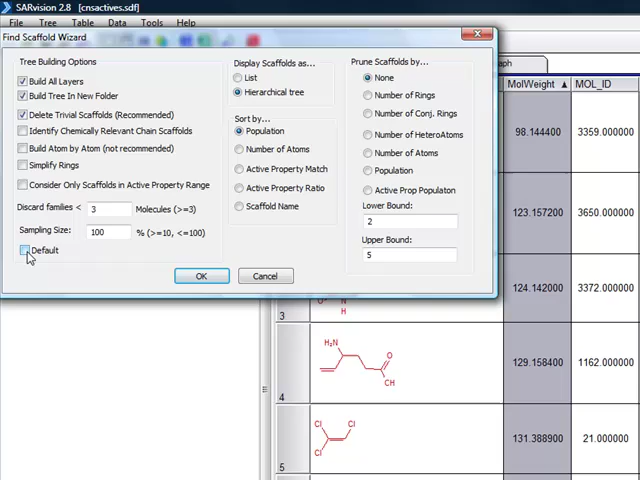 SARvision 2.8 [cnsactives.sdf]
File Tree Table Data Tools Help
Find Scaffold Wizard
Tree Building Options
Build All Layers
Build Tree In New Folder
Delete Trivial Scaffolds (Recommended)
Identify Chemically Relevant Chain Scaffolds
Build Atom by Atom (not recommended)
Simplify Rings
Consider Only Scaffolds in Active Property Range
Discard families < 3 Molecules (>=3)
Sampling Size: 100 % (>=10, <=100)
Default
Display Scaffolds as...
List
Hierarchical tree
Sort by...
Population
Number of Atoms
Active Property Match
Active Property Ratio
Scaffold Name
Prune Scaffolds by...
None
Number of Rings
Number of Conj. Rings
Number of HeteroAtoms
Number of Atoms
Population
Active Prop Populaton
Lower Bound:
2
Upper Bound:
5
OK Cancel
MolWeight MOL_ID
98.144400 3359.000000
123.157200 3650.000000
124.142000 3372.000000
H
3
H₂N
O
CH
129.158400 1162.000000
4
Cl
Cl
Cl
131.388900 21.000000
5